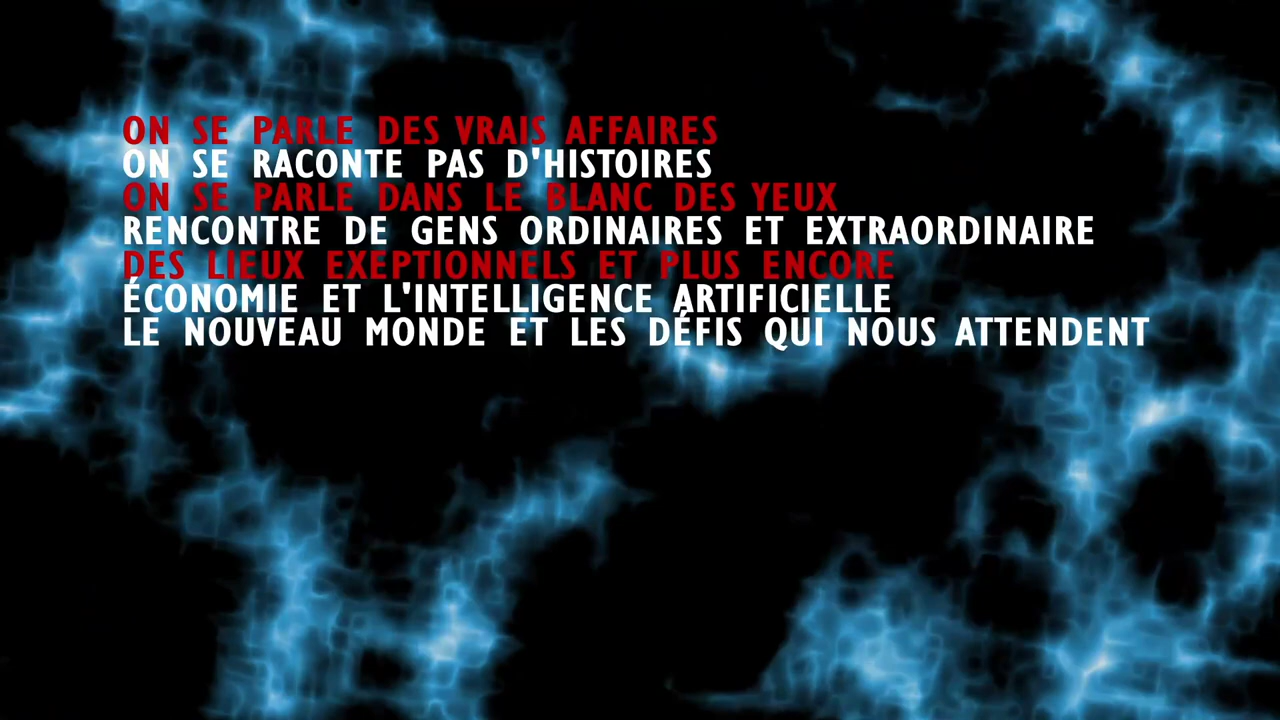 ON SE PARLE DES VRAIS AFFAIRES
ON SE RACONTE PAS D'HISTOIRES
ON SE PARLE DANS LE BLANC DES YEUX
RENCONTRE DE GENS ORDINAIRES ET EXTRAORDINAIRE
DES LIEUX EXEPTIONNELS ET PLUS ENCORE
ÉCONOMIE ET L'INTELLIGENCE ARTIFICIELLE
LE NOUVEAU MONDE ET LES DÉFIS QUI NOUS ATTENDENT